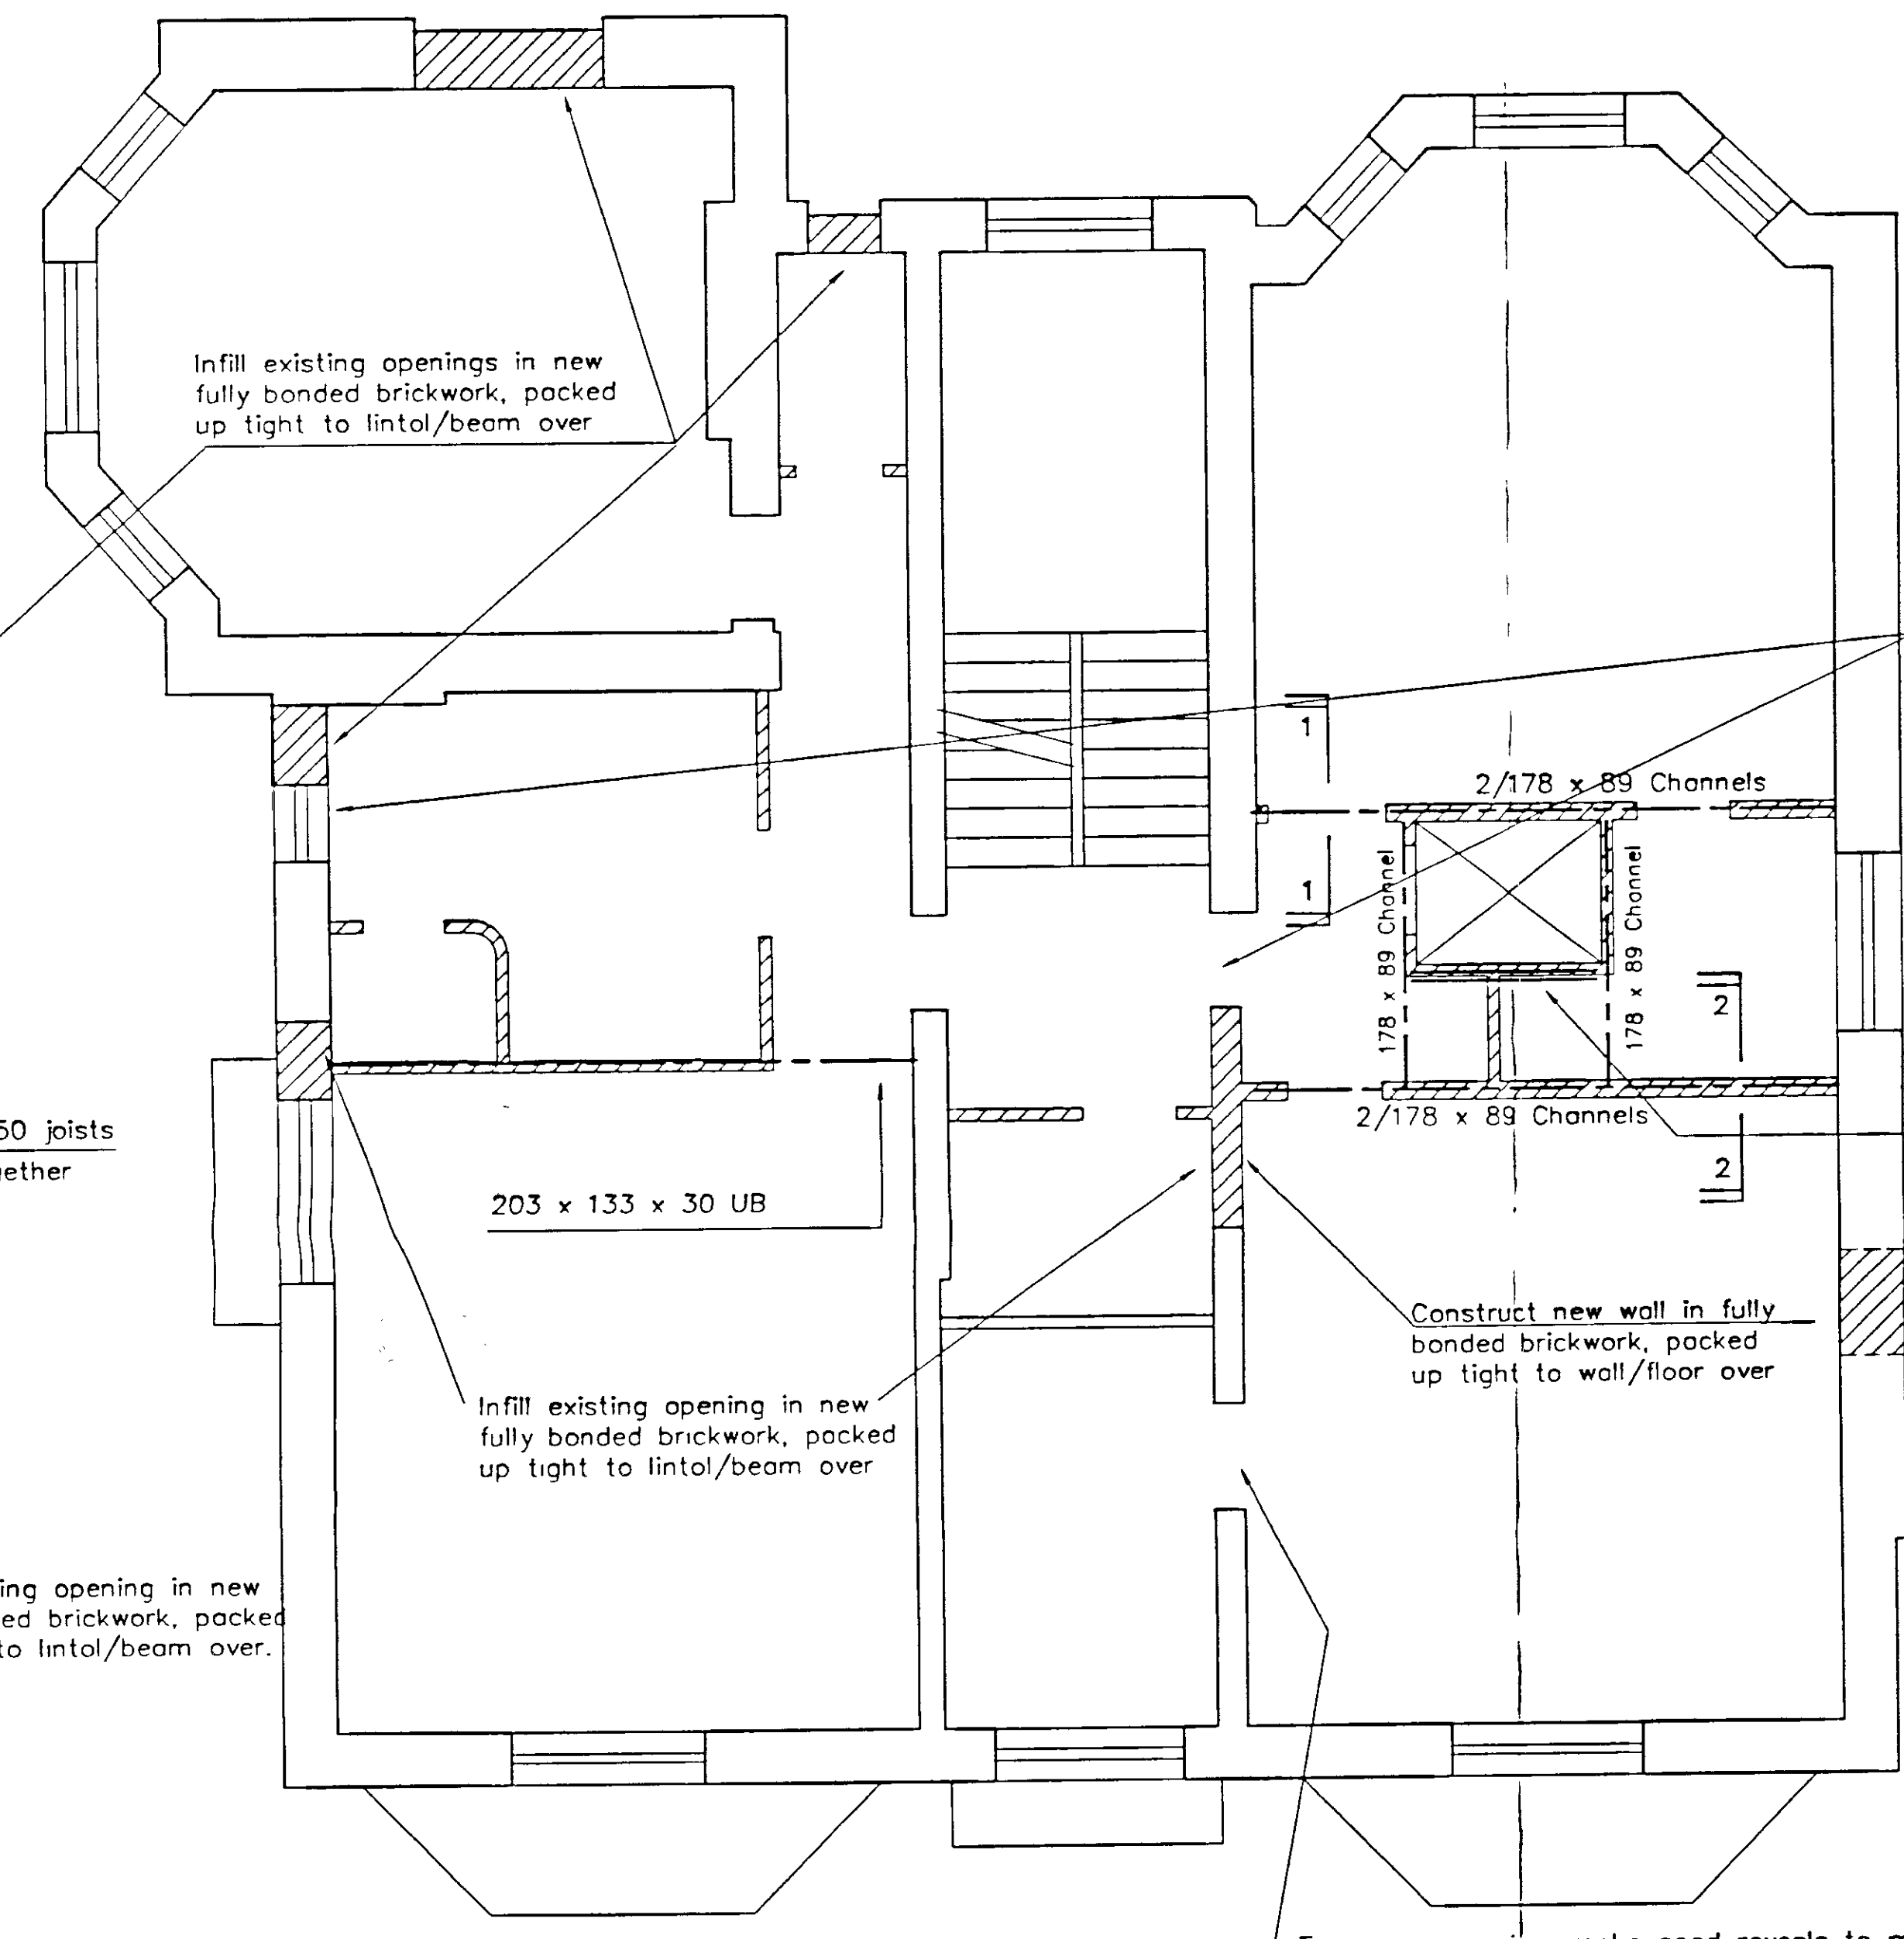 Infill existing openings in new
fully bonded brickwork, packed
up tight to lintol/beam over
1
2/178 x 89 Channels
1
178 x 89 Channel
178 x 89 Channel
2
2/178 x 89 Channels
2
50 joists
gether
203 x 133 x 30 UB
Construct new wall in fully
bonded brickwork, packed
up tight to wall/floor over
Infill existing opening in new
fully bonded brickwork, packed
up tight to lintol/beam over
ing opening in new
ed brickwork, packed
to lintol/beam over.
good reveals to